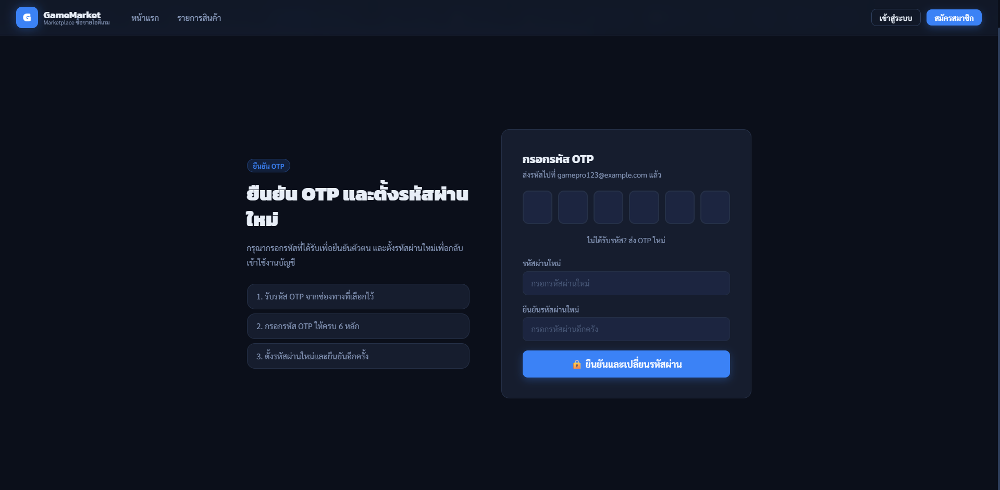 G
GameMarket
Marketplace ซื้อขายไอดีเกม
หน้าแรก
รายการสินค้า
เข้าสู่ระบบ
สมัครสมาชิก
ยืนยัน OTP
ยืนยัน OTP และตั้งรหัสผ่าน
ใหม่
กรุณากรอกรหัสที่ได้รับเพื่อยืนยันตัวตน และตั้งรหัสผ่านใหม่เพื่อกลับ
เข้าใช้งานบัญชี
1. รับรหัส OTP จากช่องทางที่เลือกไว้
2. กรอกรหัส OTP ให้ครบ 6 หลัก
3. ตั้งรหัสผ่านใหม่และยืนยันอีกครั้ง
กรอกรหัส OTP
ส่งรหัสไปที่ gamepro123@example.com แล้ว
ไม่ได้รับรหัส? ส่ง OTP ใหม่
รหัสผ่านใหม่
กรอกรหัสผ่านใหม่
ยืนยันรหัสผ่านใหม่
กรอกรหัสผ่านอีกครั้ง
ยืนยันและเปลี่ยนรหัสผ่าน